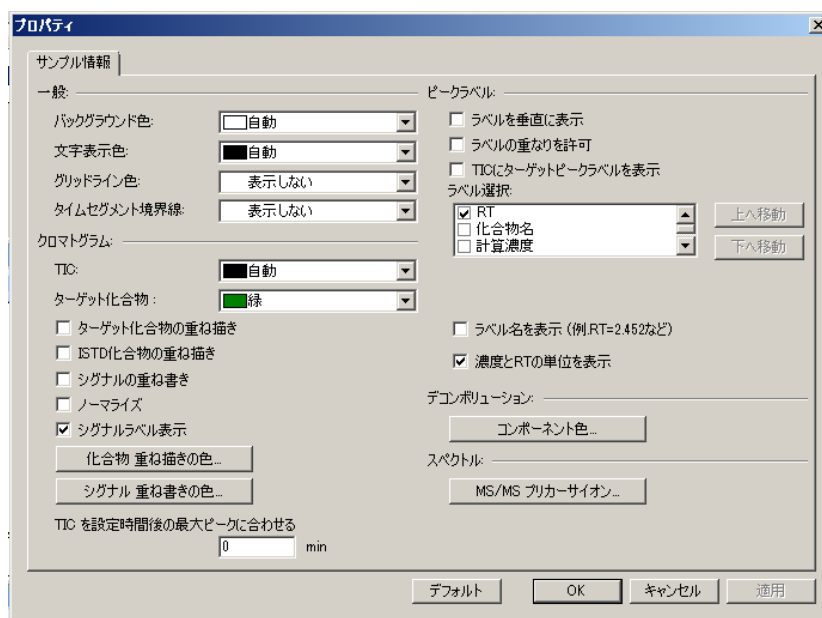 プロパティ
サンプル情報
一般:
バックグラウンド色:
自動
文字表示色:
自動
グリッドライン色:
表示しない
タイムセグメント境界線:
表示しない
クロマトグラム:
TIC:
自動
ターゲット化合物 :
緑
ターゲット化合物の重ね描き
ISTD化合物の重ね描き
シグナルの重ね書き
ノーマライズ
シグナルラベル表示
化合物 重ね描きの色...
シグナル 重ね書きの色...
TIC を設定時間後の最大ピークに合わせる
0 min
ピークラベル:
ラベルを垂直に表示
ラベルの重なりを許可
TICにターゲットピークラベルを表示
ラベル選択:
RT
化合物名
計算濃度
上へ移動
下へ移動
ラベル名を表示 (例.RT=2.452など)
濃度とRTの単位を表示
デコンボリューション:
コンポーネント色...
スペクトル:
MS/MS プリカーサイオン...
デフォルト
OK
キャンセル
適用